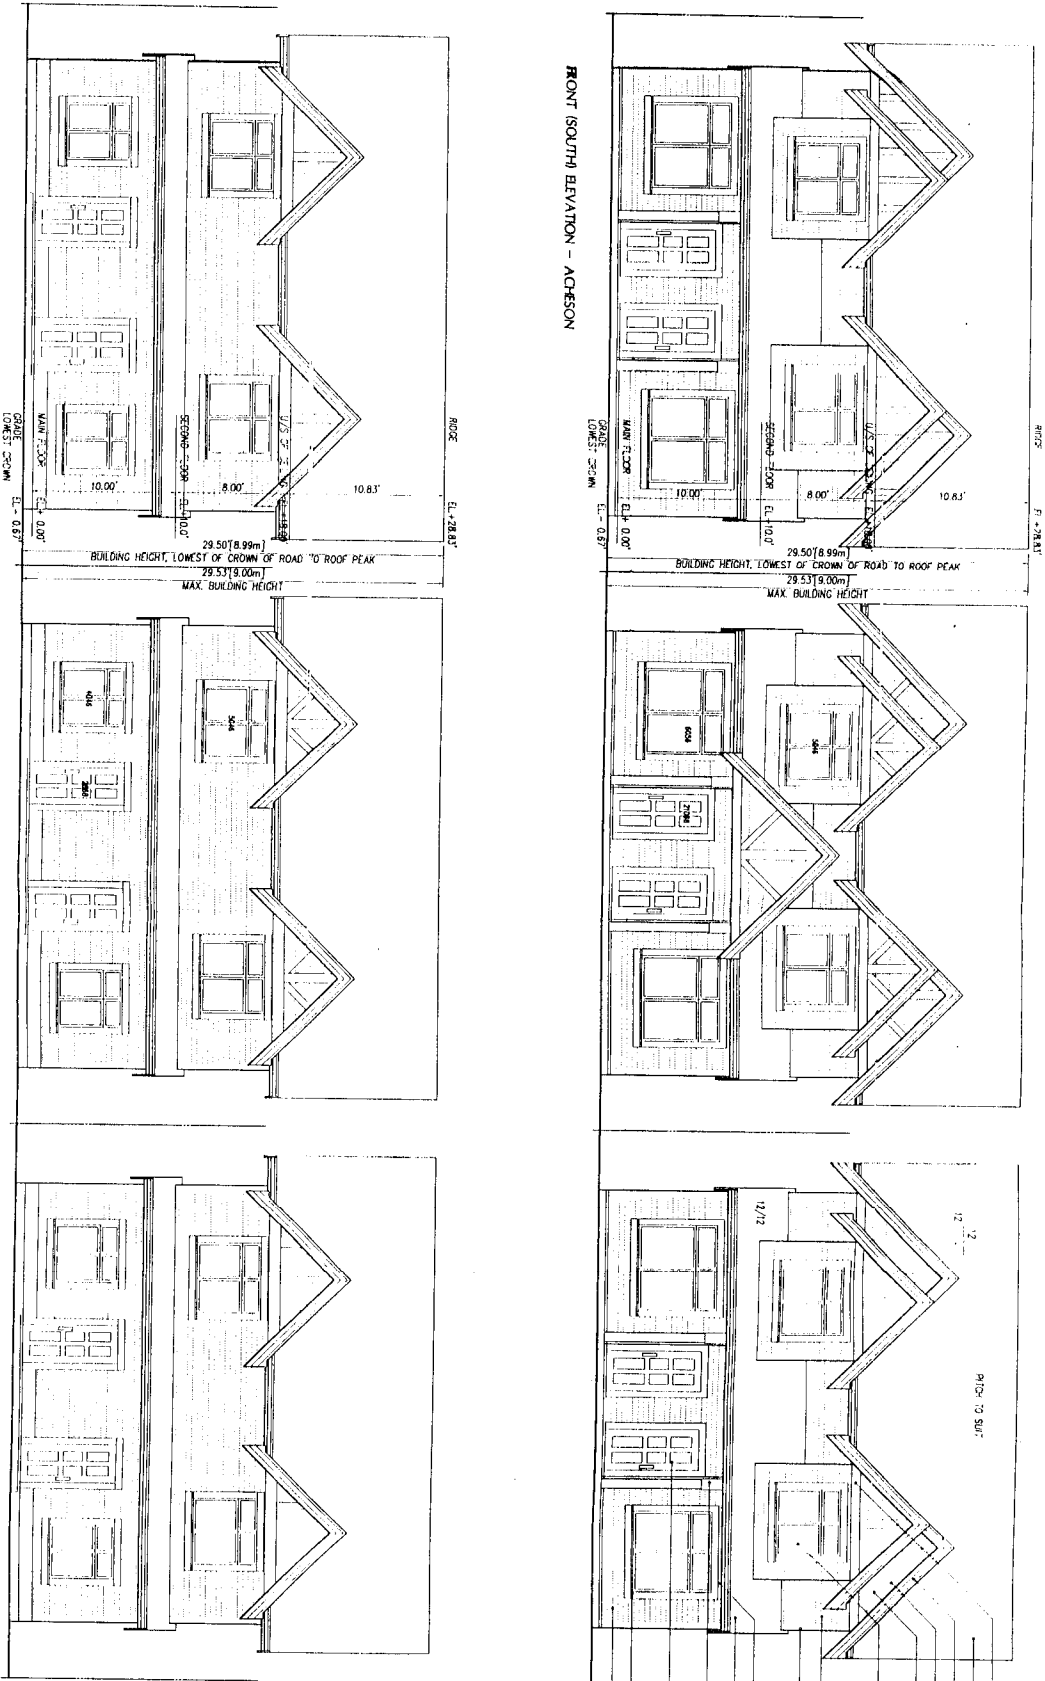 RIDGE
EL +28.83'
10.83'
U/S OF
8.00'
SECOND FLOOR
EL +10.0'
10.00'
MAIN FLOOR
EL + 0.00'
GRADE
LOWEST CROWN
EL - 0.67'
29.50'[8.99m]
BUILDING HEIGHT, LOWEST OF CROWN OF ROAD TO ROOF PEAK
29.53'[9.00m]
MAX. BUILDING HEIGHT
5046
6056
12/12
12
12
PITCH TO SUIT
FRONT (SOUTH) ELEVATION - ACHESON
RIDGE
EL +28.83'
10.83'
U/S OF
8.00'
SECOND FLOOR
EL +10.0'
10.00'
MAIN FLOOR
EL + 0.00'
GRADE
LOWEST CROWN
EL - 0.67'
29.50'[8.99m]
BUILDING HEIGHT, LOWEST OF CROWN OF ROAD TO ROOF PEAK
29.53'[9.00m]
MAX. BUILDING HEIGHT
5046
4046